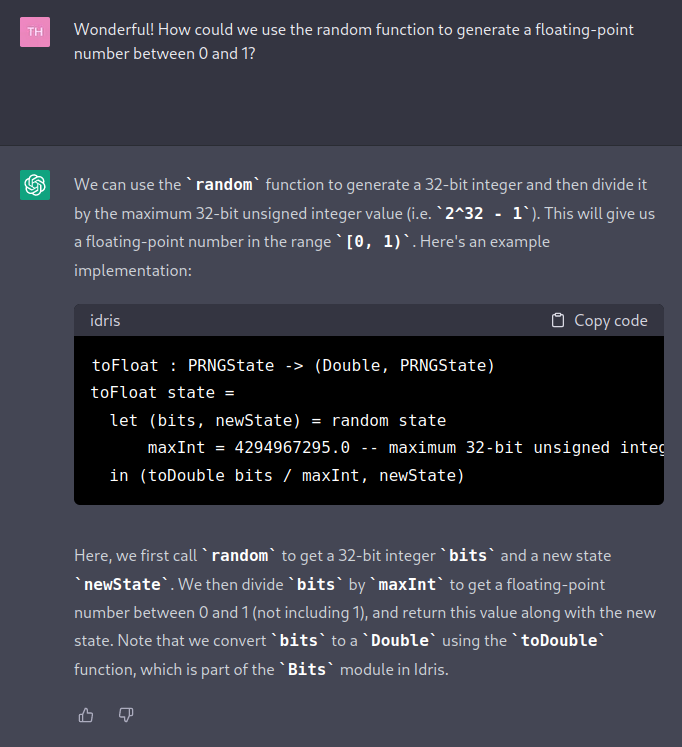 TH
Wonderful! How could we use the random function to generate a floating-point
number between 0 and 1?
We can use the `random` function to generate a 32-bit integer and then divide it
by the maximum 32-bit unsigned integer value (i.e. `2^32 - 1`). This will give us
a floating-point number in the range `[0, 1)`. Here's an example
implementation:
idris Copy code
toFloat : PRNGState -> (Double, PRNGState)
toFloat state =
  let (bits, newState) = random state
      maxInt = 4294967295.0 -- maximum 32-bit unsigned integ
  in (toDouble bits / maxInt, newState)
Here, we first call `random` to get a 32-bit integer `bits` and a new state
`newState`. We then divide `bits` by `maxInt` to get a floating-point
number between 0 and 1 (not including 1), and return this value along with the new
state. Note that we convert `bits` to a `Double` using the `toDouble`
function, which is part of the `Bits` module in Idris.